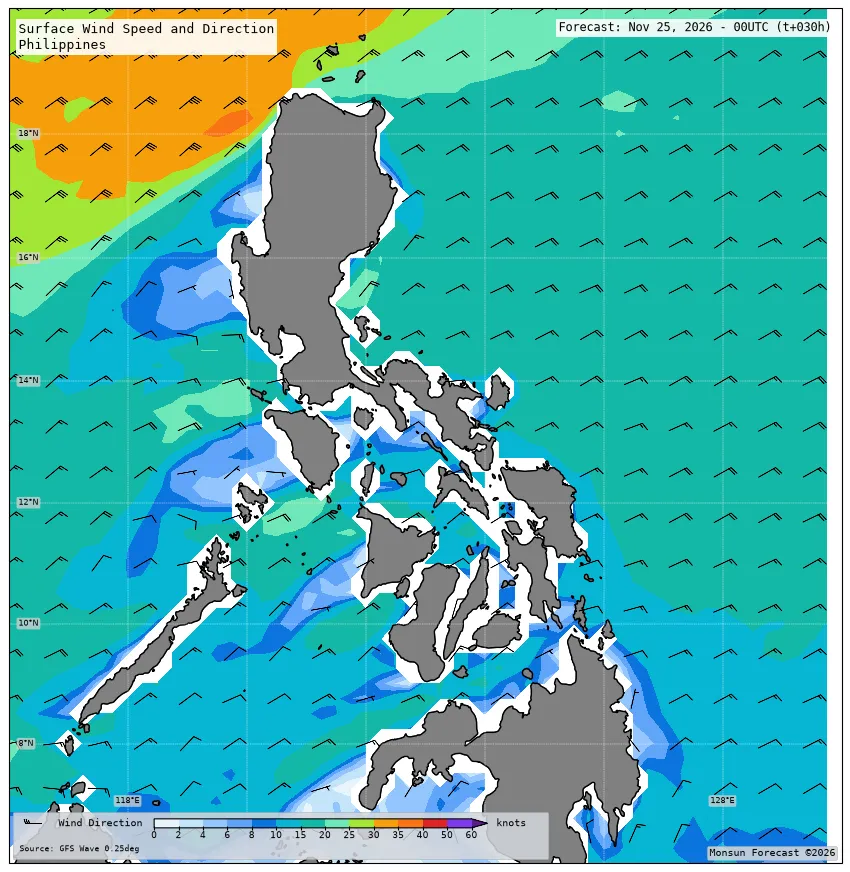 Surface Wind Speed and Direction
Philippines
Forecast: Nov 25, 2026 - 00UTC (t+030h)
18°N
16°N
14°N
12°N
10°N
8°N
118°E
128°E
Wind Direction
0 2 4 6 8 10 15 20 25 30 35 40 50 60
knots
Source: GFS Wave 0.25deg
Monsun Forecast ©2026